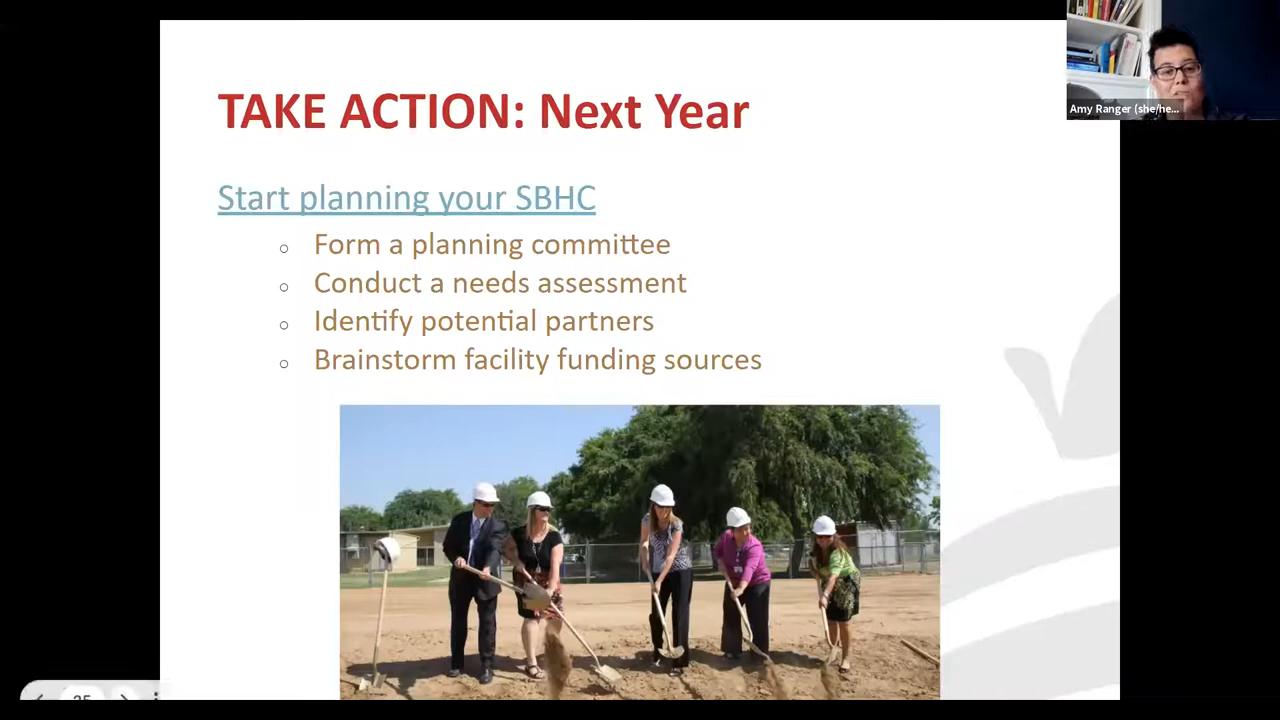 TAKE ACTION: Next Year
Start planning your SBHC
Form a planning committee
Conduct a needs assessment
Identify potential partners
Brainstorm facility funding sources
Amy Ranger (she/he...